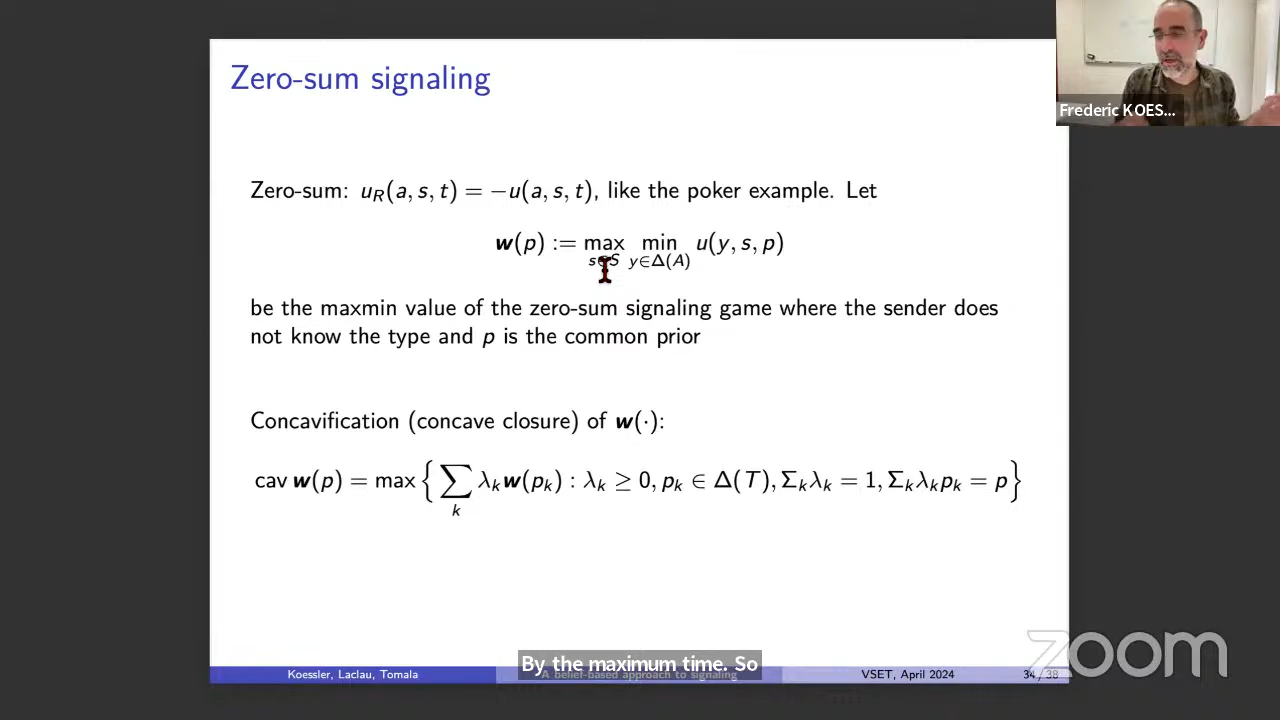 Zero-sum signaling
Frederic KOES...
Zero-sum: u_R(a, s, t) = −u(a, s, t), like the poker example. Let
w(p) := max_{s∈S} min_{y∈Δ(A)} u(y, s, p)
be the maxmin value of the zero-sum signaling game where the sender does
not know the type and p is the common prior
Concavification (concave closure) of w(·):
cav w(p) = max { ∑_k λ_k w(p_k) : λ_k ≥ 0, p_k ∈ Δ(T), Σ_k λ_k = 1, Σ_k λ_k p_k = p }
By the maximum time. So
zoom
Koessler, Laclau, Tomala
A belief-based approach to signaling
VSET, April 2024
34 / 38